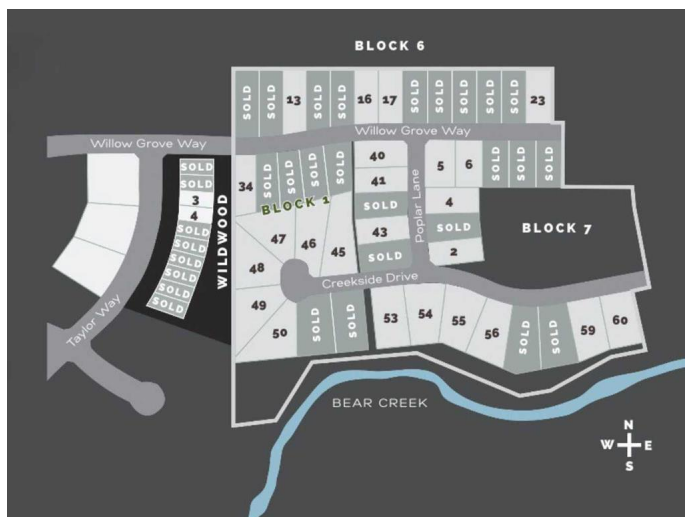 BLOCK 6
SOLD
SOLD
13
SOLD
SOLD
16
17
SOLD
SOLD
SOLD
SOLD
SOLD
23
Willow Grove Way
Willow Grove Way
SOLD
SOLD
3
4
SOLD
SOLD
SOLD
SOLD
SOLD
SOLD
WILDWOOD
Taylor Way
34
SOLD
SOLD
SOLD
SOLD
BLOCK 1
47
46
45
48
49
50
SOLD
SOLD
40
41
SOLD
43
SOLD
Poplar Lane
5
6
SOLD
SOLD
SOLD
4
SOLD
2
BLOCK 7
Creekside Drive
53
54
55
56
SOLD
SOLD
59
60
BEAR CREEK
N
W E
S